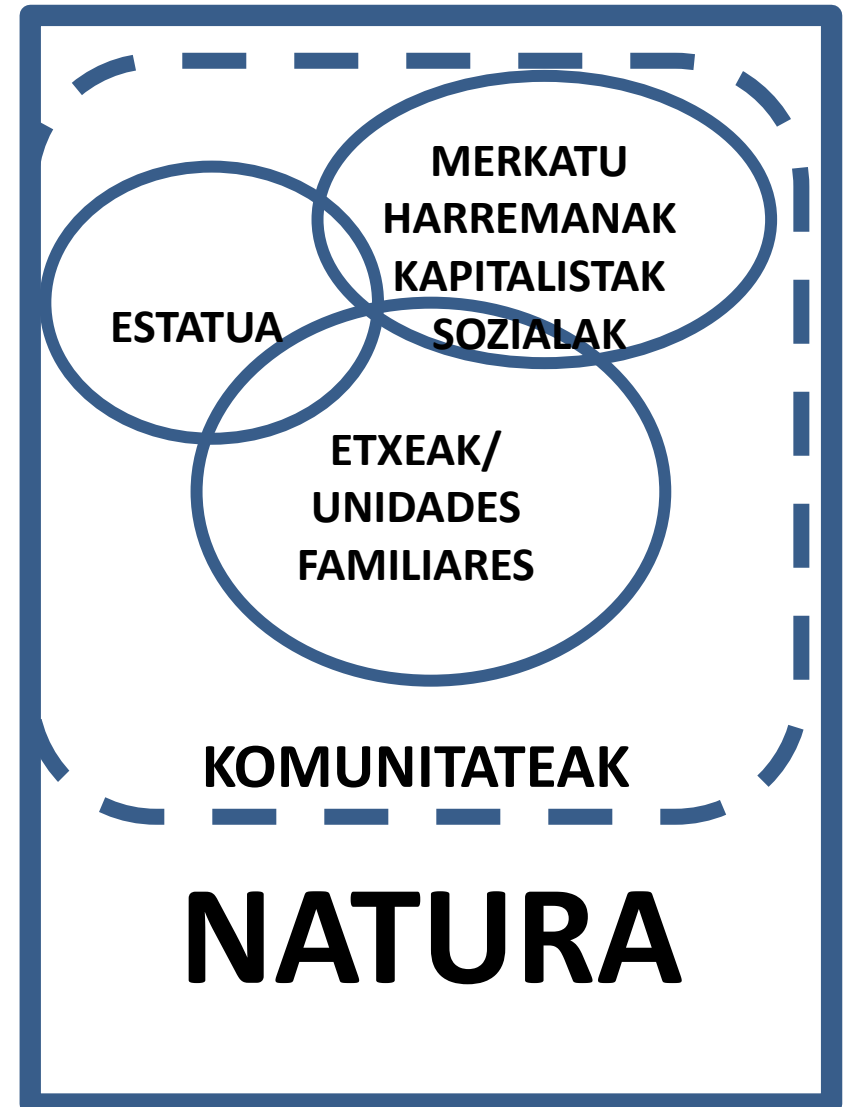 MERKATU
HARREMANAK
KAPITALISTAK
SOZIALAK
ESTATUA
ETXEAK/
UNIDADES
FAMILIARES
KOMUNITATEAK
NATURA